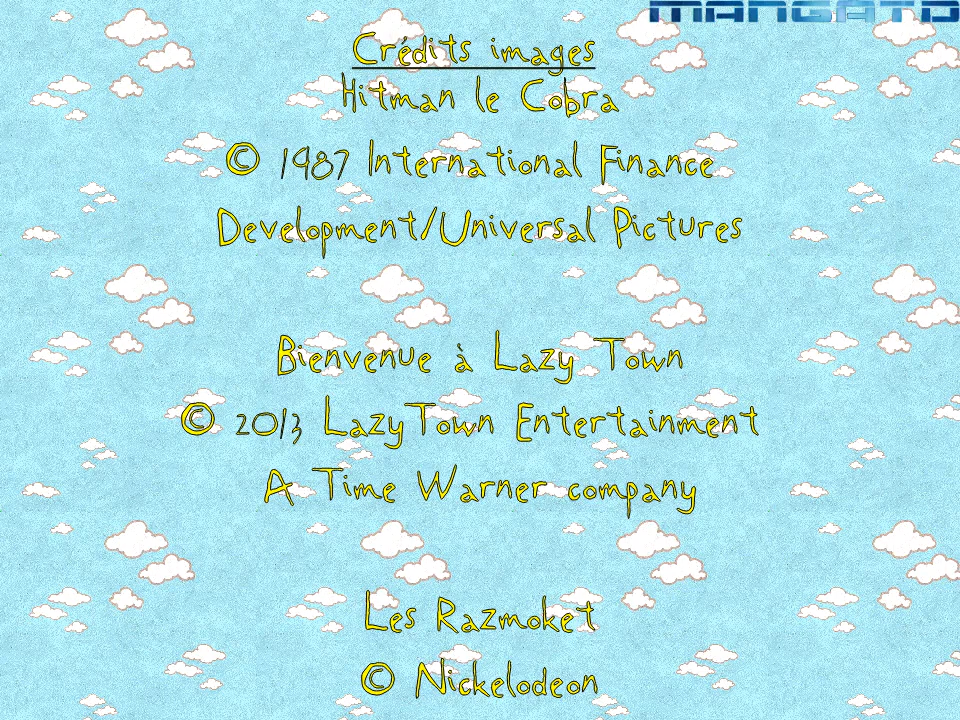 MANGATD
Crédits images
Hitman le Cobra
© 1987 International Finance
Development/Universal Pictures
Bienvenue à Lazy Town
© 2013 LazyTown Entertainment
A Time Warner company
Les Razmoket
© Nickelodeon